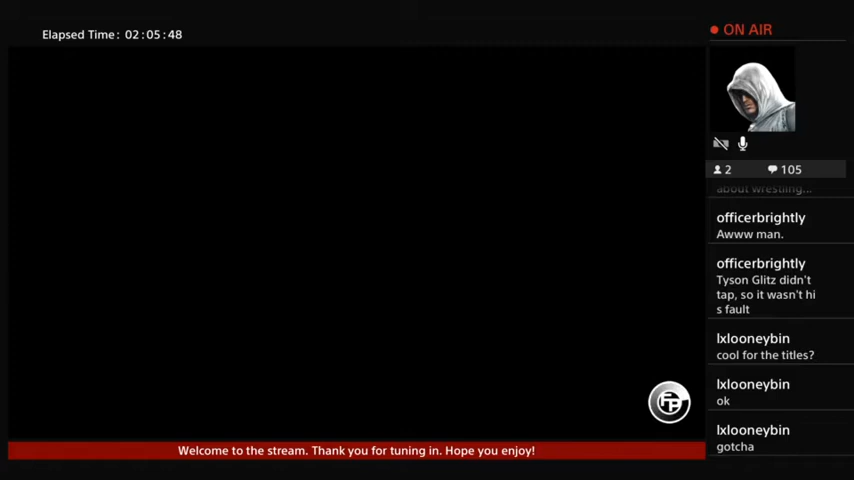 Elapsed Time: 02:05:48
ON AIR
2
105
about wrestling...
officerbrightly
Awww man.
officerbrightly
Tyson Glitz didn't
tap, so it wasn't hi
s fault
lxlooneybin
cool for the titles?
lxlooneybin
ok
lxlooneybin
gotcha
Welcome to the stream. Thank you for tuning in. Hope you enjoy!